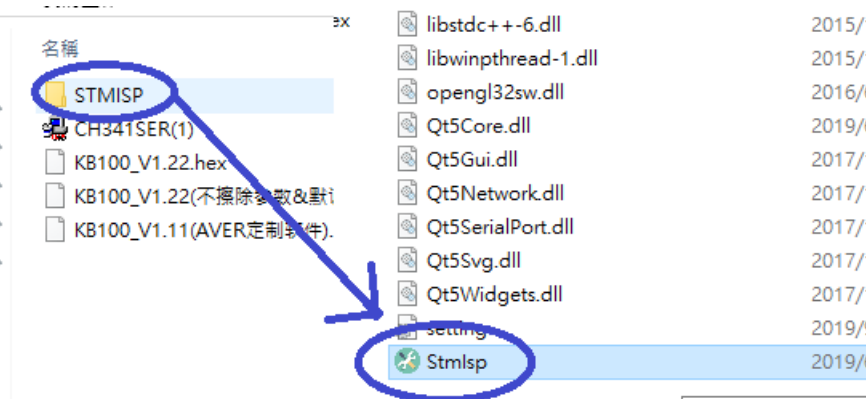 名稱
STMISP
CH341SER(1)
KB100_V1.22.hex
KB100_V1.22(不擦除參數&默
KB100_V1.11(AVER定制軟件).
ex
libstdc++-6.dll 2015/
libwinpthread-1.dll 2015/
opengl32sw.dll 2016/
Qt5Core.dll 2019/
Qt5Gui.dll 2017/
Qt5Network.dll 2017/
Qt5SerialPort.dll 2017/
Qt5Svg.dll 2017/
Qt5Widgets.dll 2017/
setting 2019/
StmIsp 2019/